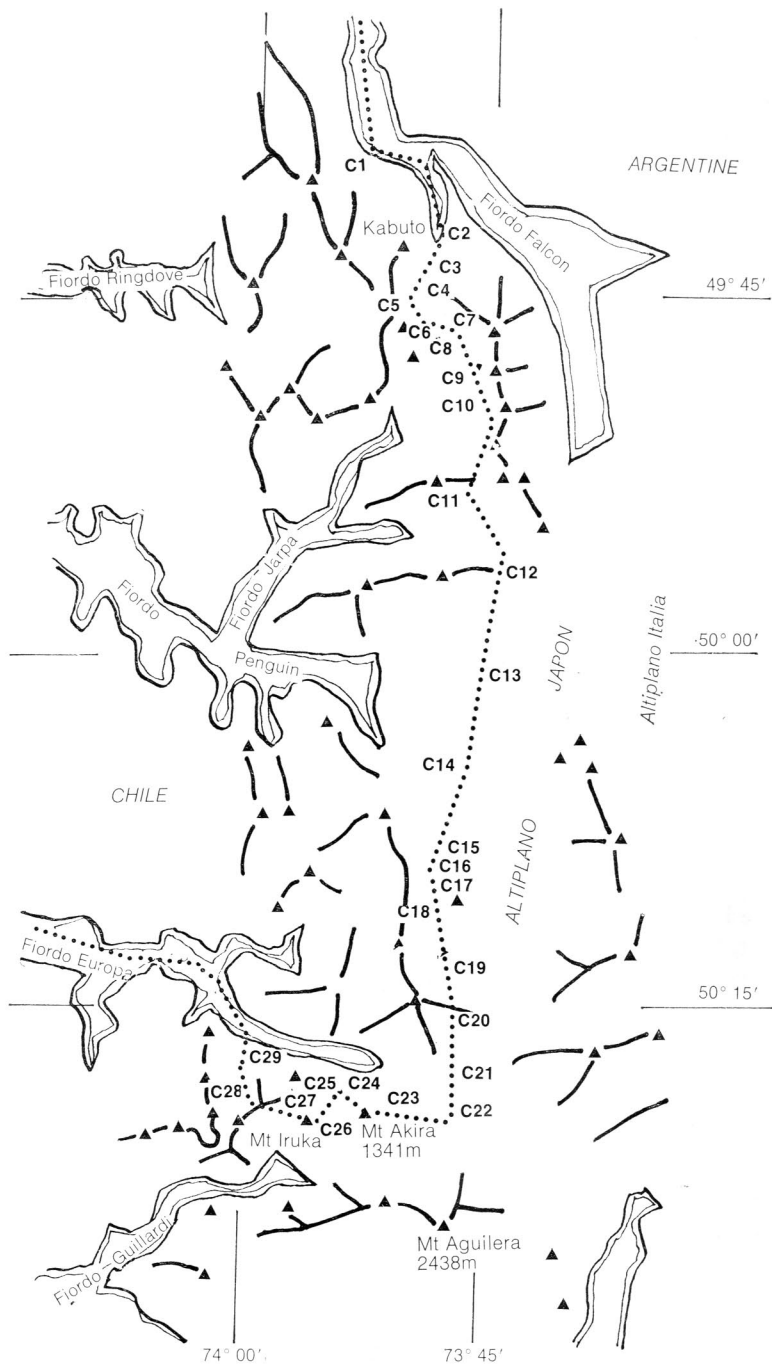 C1
ARGENTINE
Kabuto
C2
Fiordo Falcon
C3
Fiordo Ringdove
C4
49° 45'
C5
C6
C7
C8
C9
C10
C11
Fiordo Jarpa
C12
Fiordo
Penguin
JAPON
Altiplano Italia
50° 00'
C13
C14
CHILE
ALTIPLANO
C15
C16
C17
C18
Fiordo Europa
C19
50° 15'
C20
C29
C21
C28
C25
C24
C27
C23
C22
C26
Mt Iruka
Mt Akira
1341m
Fiordo Guillardi
Mt Aguilera
2438m
74° 00'
73° 45'